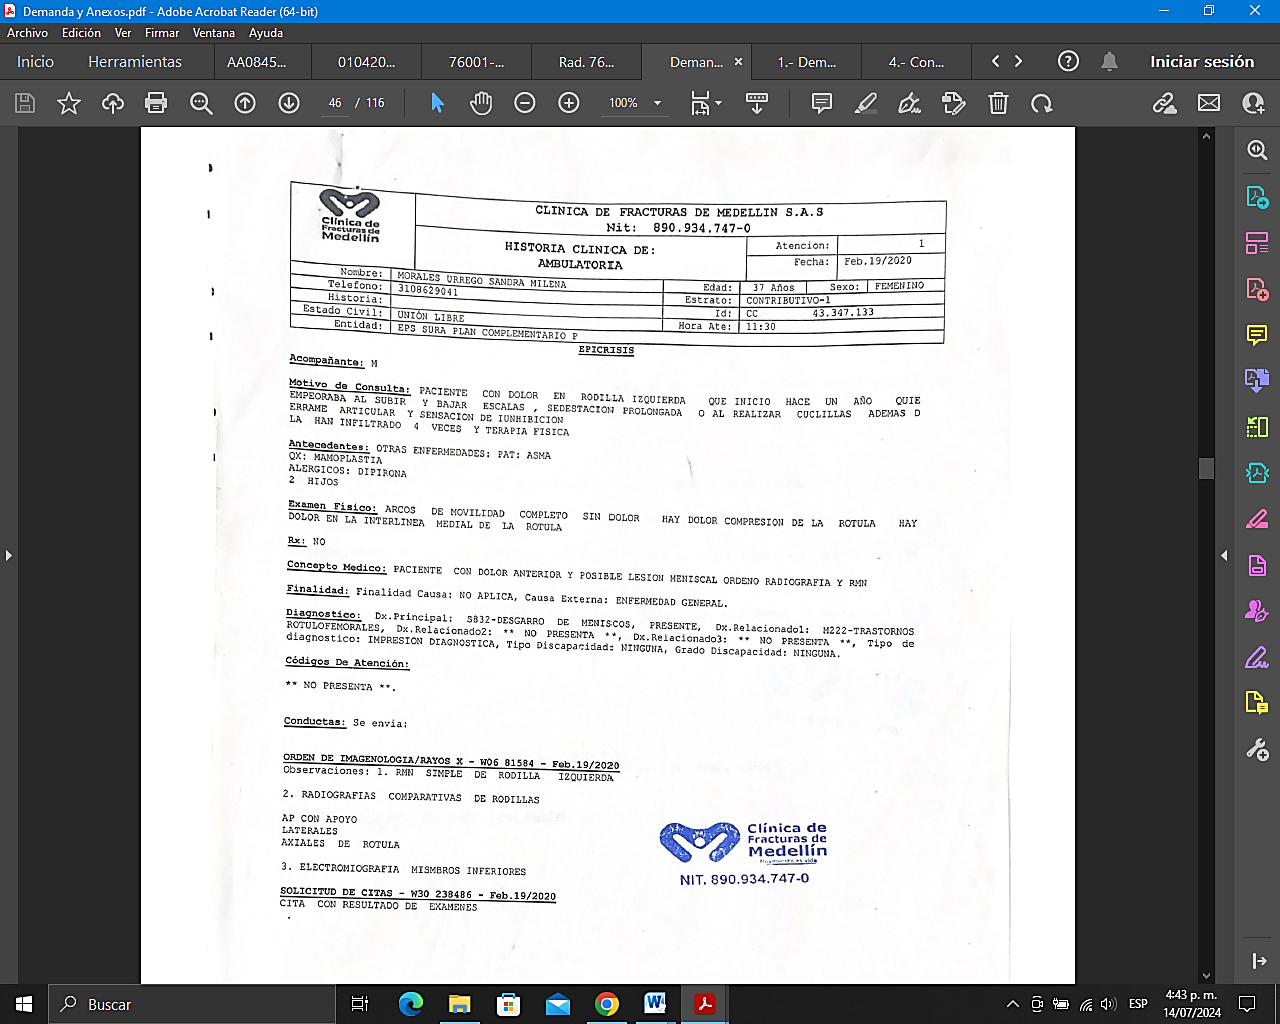 Demanda y Anexos.pdf - Adobe Acrobat Reader (64-bit)
Archivo Edición Ver Firmar Ventana Ayuda
Inicio Herramientas AA0845... 010420... 76001-... Rad. 76... Deman... 1.- Dem... 4.- Con... Iniciar sesión
46 / 116 100%
Clínica de
Fracturas de
Medellín
CLINICA DE FRACTURAS DE MEDELLIN S.A.S
Nit: 890.934.747-0
HISTORIA CLINICA DE:
AMBULATORIA
Atencion: 1
Fecha: Feb.19/2020
Nombre: MORALES URREGO SANDRA MILENA Edad: 37 Años Sexo: FEMENINO
Telefono: 3108629041 Estrato: CONTRIBUTIVO-1
Historia: Id: CC 43.347.133
Estado Civil: UNIÓN LIBRE Hora Ate: 11:30
Entidad: EPS SURA PLAN COMPLEMENTARIO P
EPICRISIS
Acompañante: M
Motivo de Consulta: PACIENTE CON DOLOR EN RODILLA IZQUIERDA QUE INICIO HACE UN AÑO QUIE
EMPEORABA AL SUBIR Y BAJAR ESCALAS , SEDESTACION PROLONGADA O AL REALIZAR CUCLILLAS ADEMAS D
ERRAME ARTICULAR Y SENSACION DE IUNHIBICION
LA HAN INFILTRADO 4 VECES Y TERAPIA FISICA
Antecedentes: OTRAS ENFERMEDADES: PAT: ASMA
QX: MAMOPLASTIA
ALERGICOS: DIPIRONA
2 HIJOS
Examen Físico: ARCOS DE MOVILIDAD COMPLETO SIN DOLOR HAY DOLOR COMPRESION DE LA ROTULA HAY
DOLOR EN LA INTERLINEA MEDIAL DE LA ROTULA
Rx: NO
Concepto Medico: PACIENTE CON DOLOR ANTERIOR Y POSIBLE LESION MENISCAL ORDENO RADIOGRAFIA Y RMN
Finalidad: Finalidad Causa: NO APLICA, Causa Externa: ENFERMEDAD GENERAL.
Diagnostico: Dx.Principal: S832-DESGARRO DE MENISCOS, PRESENTE, Dx.Relacionado1: M222-TRASTORNOS
ROTULOFEMORALES, Dx.Relacionado2: ** NO PRESENTA **, Dx.Relacionado3: ** NO PRESENTA **, Tipo de
diagnostico: IMPRESIÓN DIAGNOSTICA, Tipo Discapacidad: NINGUNA, Grado Discapacidad: NINGUNA.
Códigos De Atención:
** NO PRESENTA **.
Conductas: Se envia:
ORDEN DE IMAGENOLOGIA/RAYOS X - W06 81584 - Feb.19/2020
Observaciones: 1. RMN SIMPLE DE RODILLA IZQUIERDA
2. RADIOGRAFIAS COMPARATIVAS DE RODILLAS
AP CON APOYO
LATERALES
AXIALES DE ROTULA
3. ELECTROMIOGRAFIA MISMBROS INFERIORES
SOLICITUD DE CITAS - W30 238486 - Feb.19/2020
CITA CON RESULTADO DE EXAMENES
.
Clínica de
Fracturas de
Medellín
Movimiento es vida
NIT. 890.934.747-0
Buscar
ESP
4:43 p. m.
14/07/2024